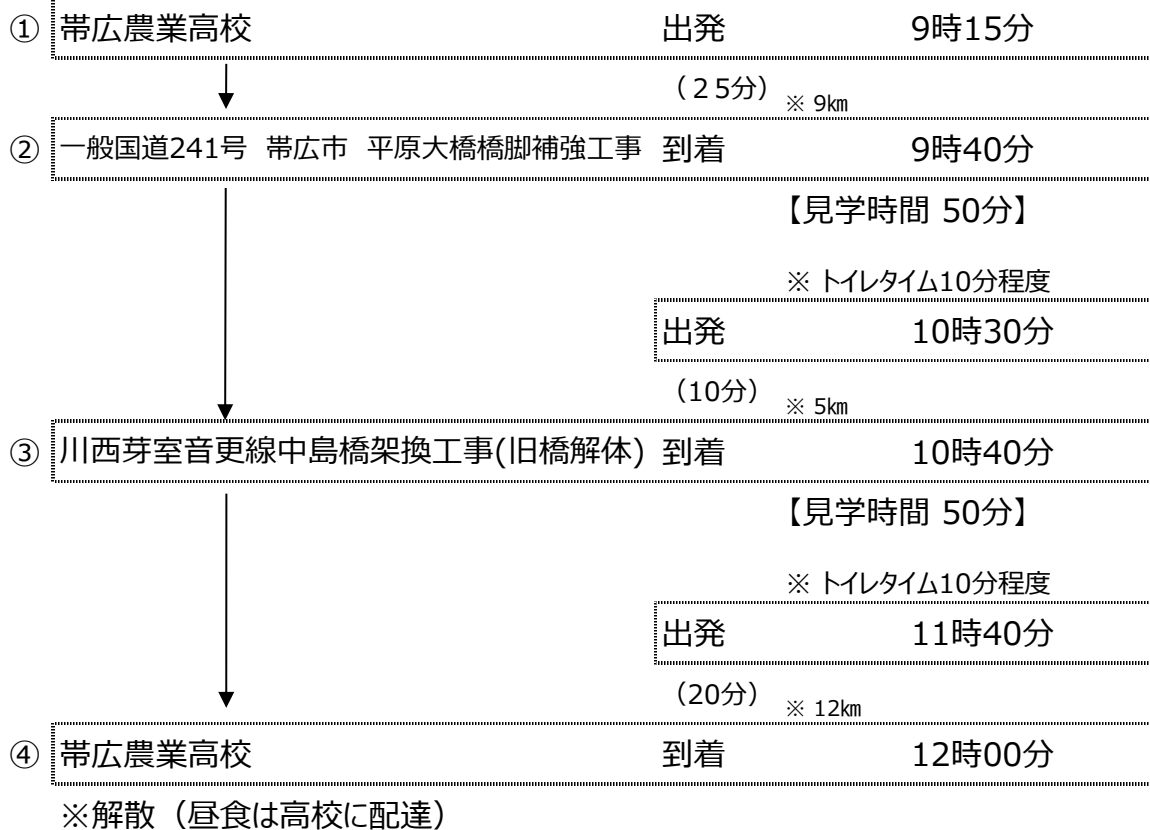 ① 帯広農業高校 出発 9時15分
（25分） ※ 9㎞
② 一般国道241号 帯広市 平原大橋橋脚補強工事 到着 9時40分
【見学時間 50分】
※ トイレタイム10分程度
出発 10時30分
（10分） ※ 5㎞
③ 川西芽室音更線中島橋架換工事(旧橋解体) 到着 10時40分
【見学時間 50分】
※ トイレタイム10分程度
出発 11時40分
（20分） ※ 12㎞
④ 帯広農業高校 到着 12時00分
※解散（昼食は高校に配達）